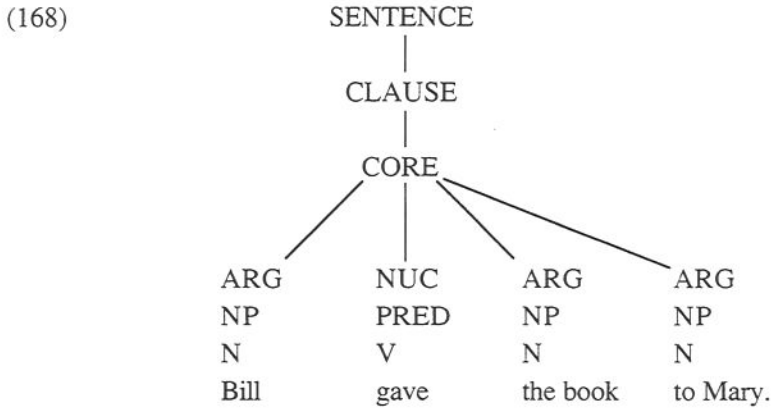 (168) SENTENCE
CLAUSE
CORE
ARG NUC ARG ARG
NP PRED NP NP
N V N N
Bill gave the book to Mary.